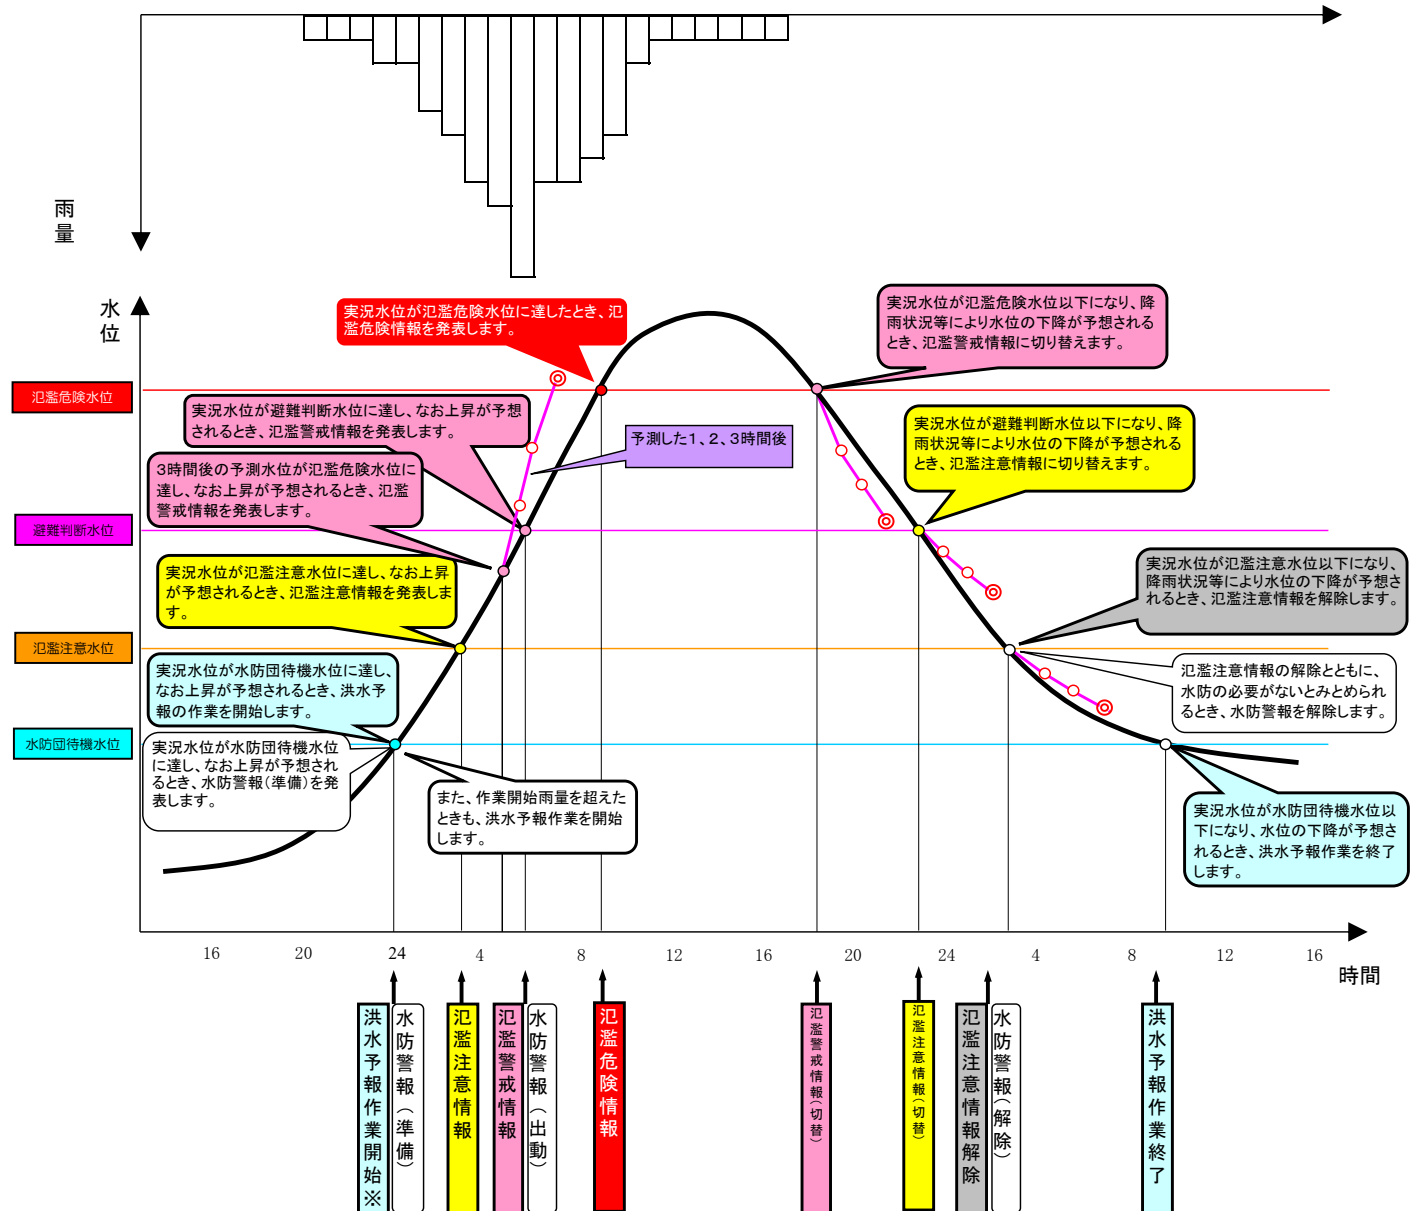 雨量
水位
実況水位が氾濫危険水位に達したとき、氾
濫危険情報を発表します。
実況水位が氾濫危険水位以下になり、降
雨状況等により水位の下降が予想される
とき、氾濫警戒情報に切り替えます。
氾濫危険水位
実況水位が避難判断水位に達し、なお上昇が予想
されるとき、氾濫警戒情報を発表します。
予測した1、2、3時間後
実況水位が避難判断水位以下になり、降
雨状況等により水位の下降が予想される
とき、氾濫注意情報に切り替えます。
3時間後の予測水位が氾濫危険水位に
達し、なお上昇が予想されるとき、氾濫
警戒情報を発表します。
避難判断水位
実況水位が氾濫注意水位に達し、なお上昇
が予想されるとき、氾濫注意情報を発表しま
す。
実況水位が氾濫注意水位以下になり、
降雨状況等により水位の下降が予想さ
れるとき、氾濫注意情報を解除します。
氾濫注意水位
実況水位が水防団待機水位に達し、
なお上昇が予想されるとき、洪水予
報の作業を開始します。
氾濫注意情報の解除とともに、
水防の必要がないとみとめられ
るとき、水防警報を解除します。
水防団待機水位
実況水位が水防団待機水位
に達し、なお上昇が予想され
るとき、水防警報(準備)を発
表します。
また、作業開始雨量を超えた
ときも、洪水予報作業を開始
します。
実況水位が水防団待機水位以
下になり、水位の下降が予想さ
れるとき、洪水予報作業を終了
します。
16 20 24 4 8 12 16 20 24 4 8 12 16
時間
洪水予報作業開始※
水防警報(準備)
氾濫注意情報
氾濫警戒情報
水防警報(出動)
氾濫危険情報
氾濫警戒情報(切替)
氾濫注意情報(切替)
氾濫注意情報解除
水防警報(解除)
洪水予報作業終了